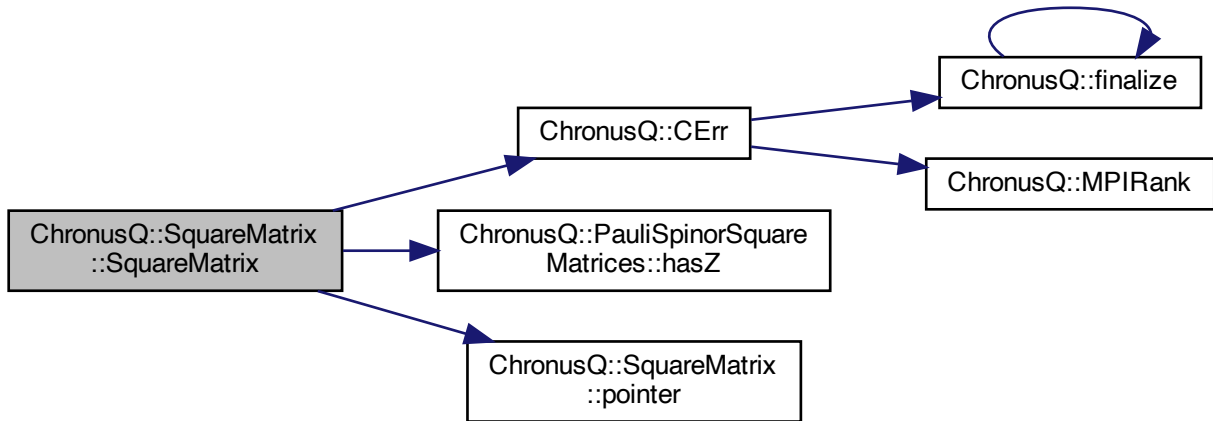 ChronusQ::SquareMatrix
::SquareMatrix
ChronusQ::CErr
ChronusQ::finalize
ChronusQ::MPIRank
ChronusQ::PauliSpinorSquare
Matrices::hasZ
ChronusQ::SquareMatrix
::pointer